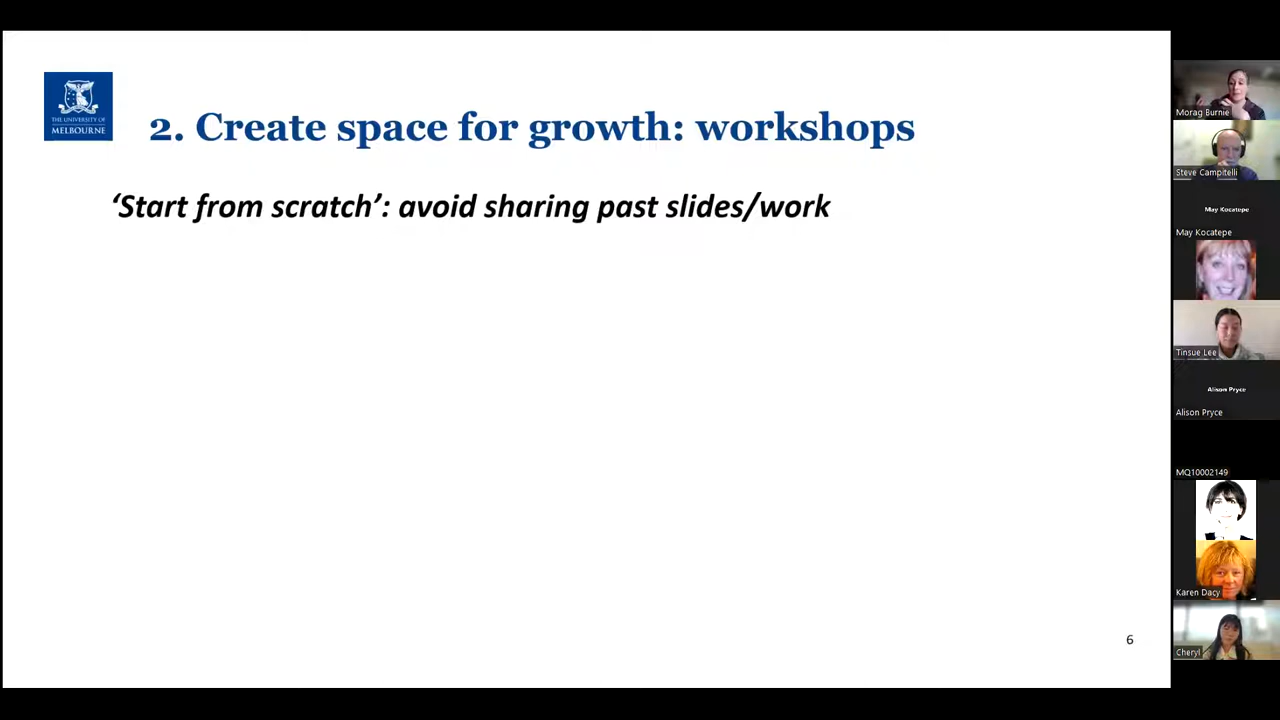 THE UNIVERSITY OF
MELBOURNE
2. Create space for growth: workshops
‘Start from scratch’: avoid sharing past slides/work
6
Morag Burnie
Steve Campitelli
May Kocatepe
May Kocatepe
Tinsue Lee
Alison Pryce
Alison Pryce
MQ10002149
Karen Dacy
Cheryl